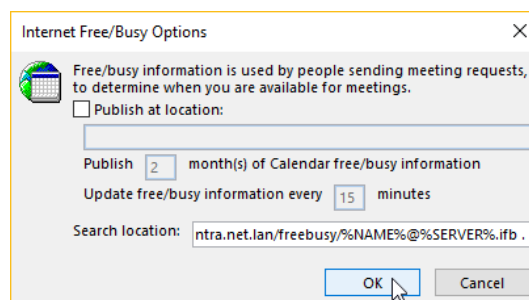 Internet Free/Busy Options
Free/busy information is used by people sending meeting requests,
to determine when you are available for meetings.
Publish at location:
Publish 2 month(s) of Calendar free/busy information
Update free/busy information every 15 minutes
Search location: ntra.net.lan/freebusy/%NAME%@%SERVER%.ifb .
OK Cancel